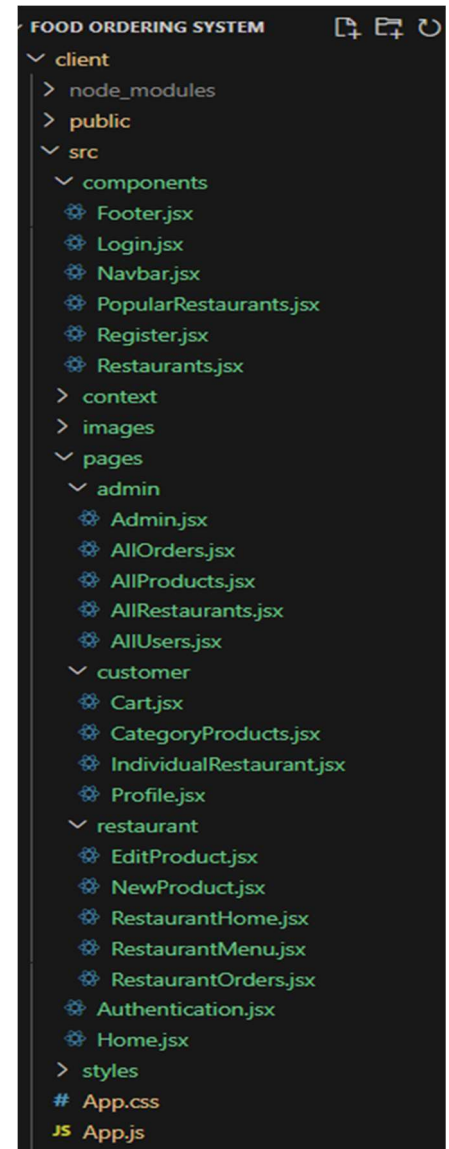 FOOD ORDERING SYSTEM
client
node_modules
public
src
components
Footer.jsx
Login.jsx
Navbar.jsx
PopularRestaurants.jsx
Register.jsx
Restaurants.jsx
context
images
pages
admin
Admin.jsx
AllOrders.jsx
AllProducts.jsx
AllRestaurants.jsx
AllUsers.jsx
customer
Cart.jsx
CategoryProducts.jsx
IndividualRestaurant.jsx
Profile.jsx
restaurant
EditProduct.jsx
NewProduct.jsx
RestaurantHome.jsx
RestaurantMenu.jsx
RestaurantOrders.jsx
Authentication.jsx
Home.jsx
styles
# App.css
JS App.js